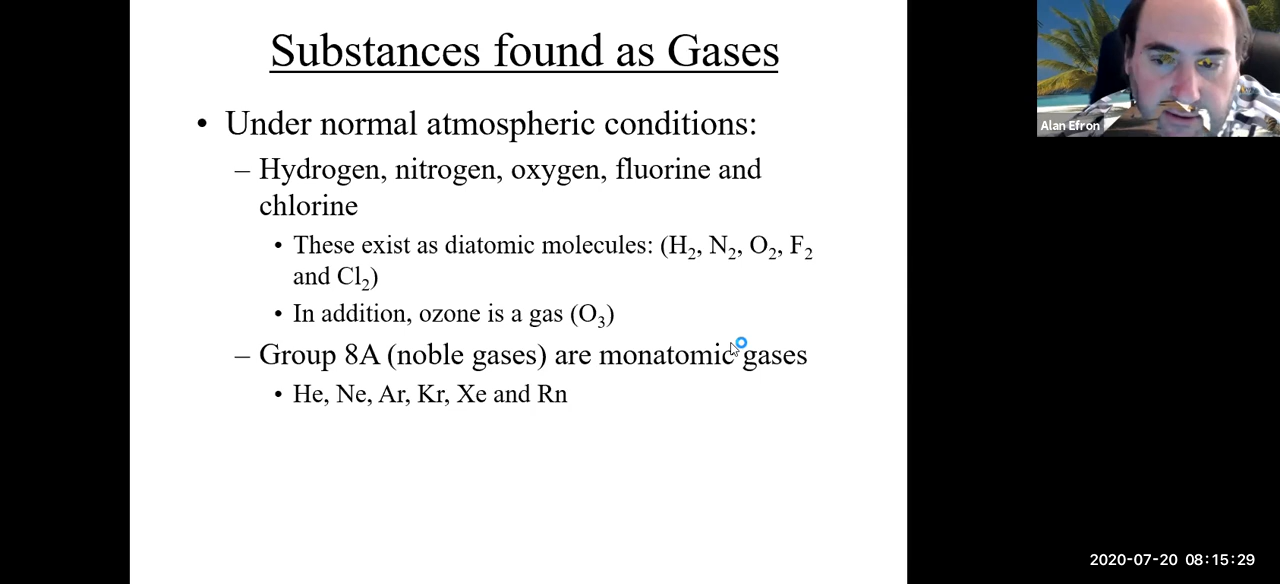 Substances found as Gases
• Under normal atmospheric conditions:
– Hydrogen, nitrogen, oxygen, fluorine and
chlorine
• These exist as diatomic molecules: (H₂, N₂, O₂, F₂
and Cl₂)
• In addition, ozone is a gas (O₃)
– Group 8A (noble gases) are monatomic gases
• He, Ne, Ar, Kr, Xe and Rn
Alan Efron
2020-07-20 08:15:29